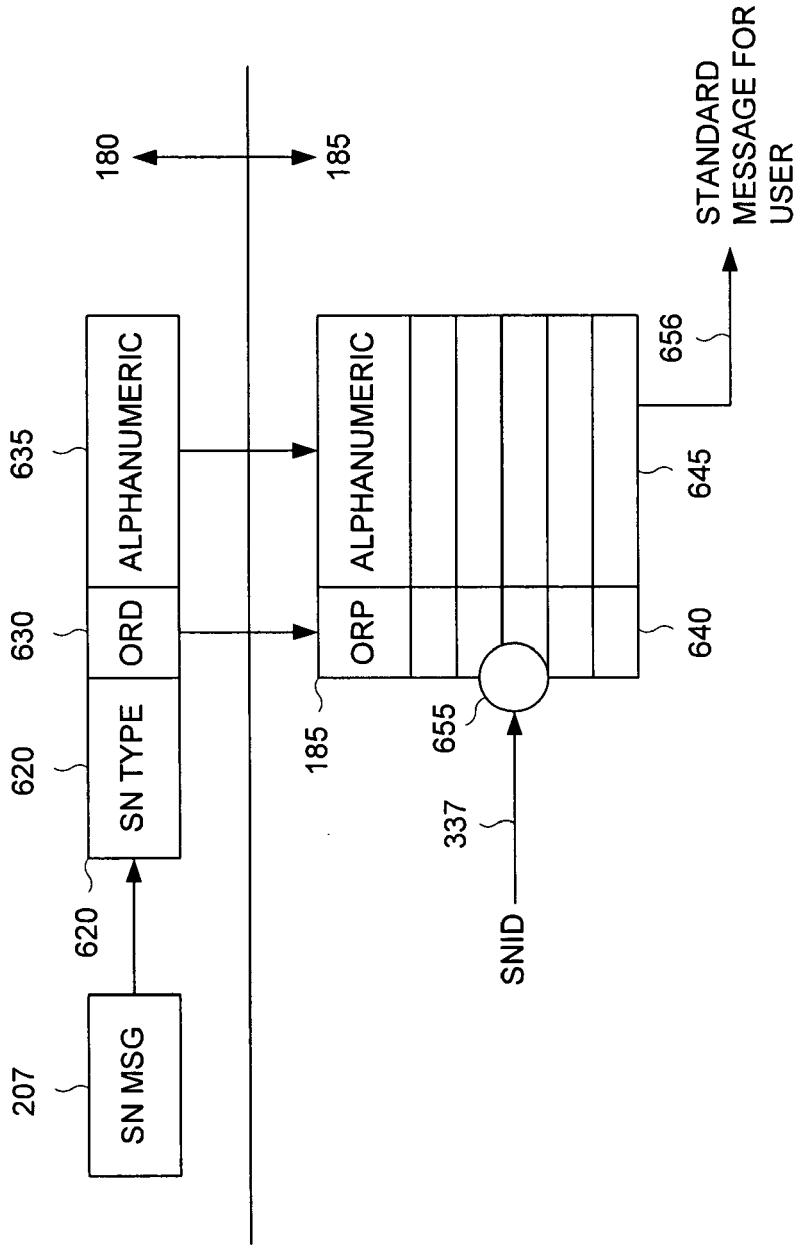 207
SN MSG
620
620
SN TYPE
630
ORD
635
ALPHANUMERIC
180
185
185
ORP
ALPHANUMERIC
655
337
SNID
640
645
656
STANDARD
MESSAGE FOR
USER